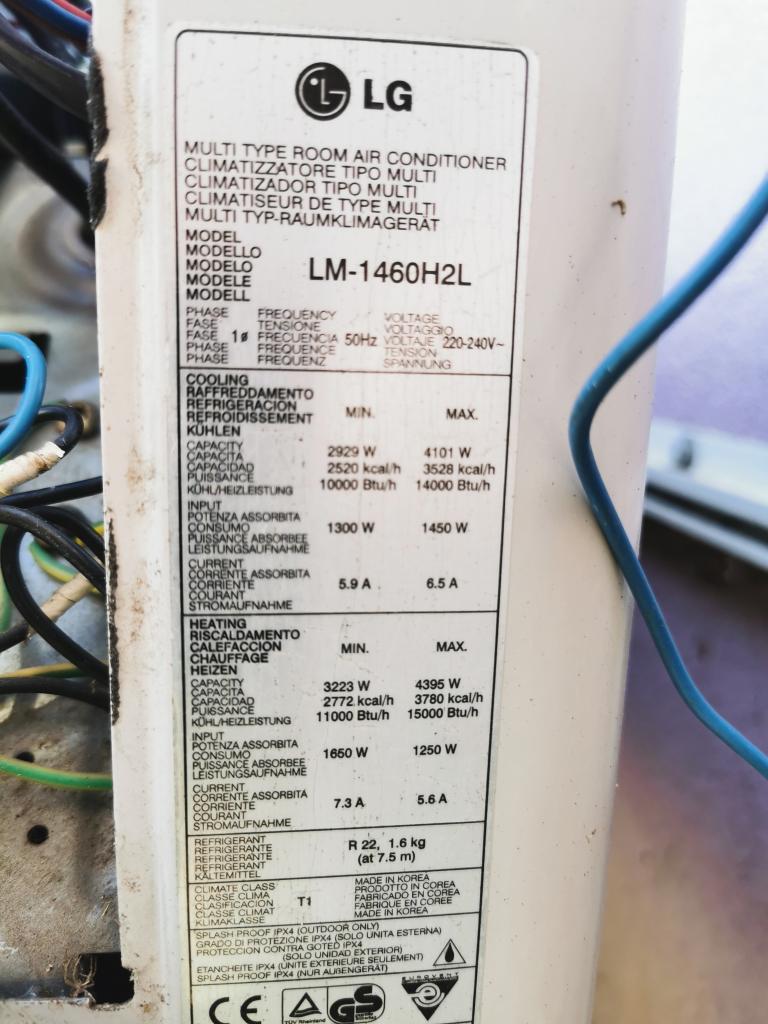 LG
MULTI TYPE ROOM AIR CONDITIONER
CLIMATIZZATORE TIPO MULTI
CLIMATIZADOR TIPO MULTI
CLIMATISEUR DE TYPE MULTI
MULTI TYP-RAUMKLIMAGERÄT
MODEL
MODELLO
MODELO LM-1460H2L
MODÈLE
MODELL
PHASE FREQUENCY VOLTAGE
FASE TENSIONE VOLTAGGIO
FASE 1ø FRECUENCIA 50Hz VOLTAJE 220-240V~
PHASE FREQUENCE TENSION
PHASE FREQUENZ SPANNUNG
COOLING
RAFFREDDAMENTO
REFRIGERACION MIN. MAX.
REFROIDISSEMENT
KÜHLEN
CAPACITY 2929 W 4101 W
CAPACITA
CAPACIDAD 2520 kcal/h 3528 kcal/h
PUISSANCE
KÜHL/HEIZLEISTUNG 10000 Btu/h 14000 Btu/h
INPUT
POTENZA ASSORBITA
CONSUMO 1300 W 1450 W
PUISSANCE ABSORBEE
LEISTUNGSAUFNAHME
CURRENT
CORRENTE ASSORBITA
CORRIENTE 5.9 A 6.5 A
COURANT
STROMAUFNAHME
HEATING
RISCALDAMENTO
CALEFACCION MIN. MAX.
CHAUFFAGE
HEIZEN
CAPACITY 3223 W 4395 W
CAPACITA
CAPACIDAD 2772 kcal/h 3780 kcal/h
PUISSANCE
KÜHL/HEIZLEISTUNG 11000 Btu/h 15000 Btu/h
INPUT
POTENZA ASSORBITA
CONSUMO 1650 W 1250 W
PUISSANCE ABSORBEE
LEISTUNGSAUFNAHME
CURRENT
CORRENTE ASSORBITA
CORRIENTE 7.3 A 5.6 A
COURANT
STROMAUFNAHME
REFRIGERANT
REFRIGERANTE R 22, 1.6 kg
REFRIGERANTE (at 7.5 m)
REFRIGERANT
KÄLTEMITTEL
CLIMATE CLASS MADE IN KOREA
CLASSE CLIMA PRODOTTO IN COREA
CLASIFICACION T1 FABRICADO EN COREA
CLASSE CLIMAT FABRIQUE EN COREE
KLIMAKLASSE MADE IN KOREA
SPLASH PROOF IPX4 (OUTDOOR ONLY)
GRADO DI PROTEZIONE IPX4 (SOLO UNITA ESTERNA)
PROTECCION CONTRA GOTED IPX4
(SOLO UNIDAD EXTERIOR)
ETANCHEITE IPX4 (UNITE EXTERIEURE SEULEMENT)
SPLASH PROOF IPX4 (NUR AUßENGERÄT)
CE TÜV Rheinland GS EUROVENT